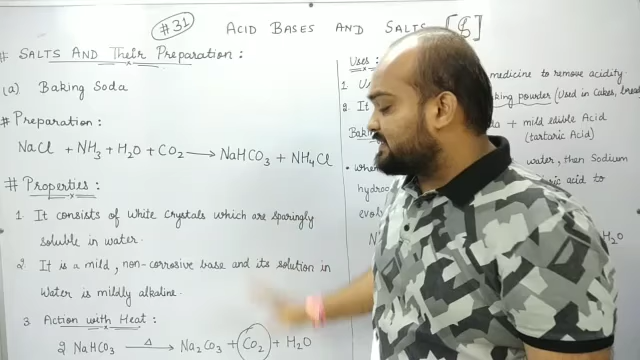 #31
ACID BASES AND SALTS [8]
# SALTS AND THEIR PREPARATION :
(a) Baking Soda
# Preparation :
NaCl + NH₃ + H₂O + CO₂ → NaHCO₃ + NH₄Cl
# Properties :
1. It consists of white crystals which are sparingly
soluble in water.
2. It is a mild, non-corrosive base and its solution in
water is mildly alkaline.
3 Action with Heat :
2 NaHCO₃ —Δ→ Na₂CO₃ + CO₂ + H₂O
Uses :
1 medicine to remove acidity.
2. It king powder (Used in Cakes, bread
Bak da + mild edible Acid
(tartaric Acid)
• when water, then Sodium
hydro ric acid to
evol
N H₂O